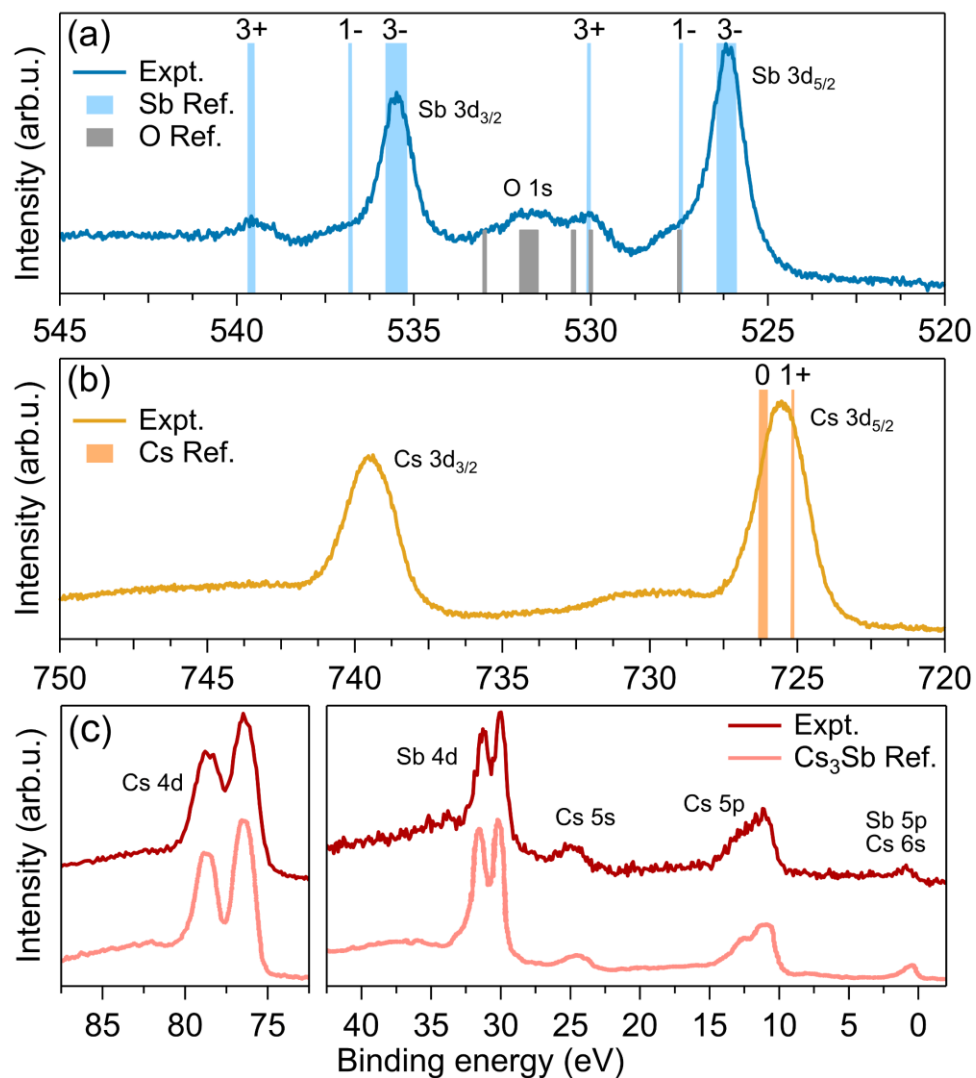 (a) 3+ 1- 3- 3+ 1- 3-
Expt.
Sb Ref.
O Ref.
Sb 3d3/2
O 1s
Sb 3d5/2
Intensity (arb.u.)
545 540 535 530 525 520
(b) 0 1+
Expt.
Cs Ref.
Cs 3d3/2
Cs 3d5/2
Intensity (arb.u.)
750 745 740 735 730 725 720
(c)
Cs 4d
Sb 4d
Cs 5s
Cs 5p
Expt.
Cs3Sb Ref.
Sb 5p
Cs 6s
Intensity (arb.u.)
85 80 75 40 35 30 25 20 15 10 5 0
Binding energy (eV)